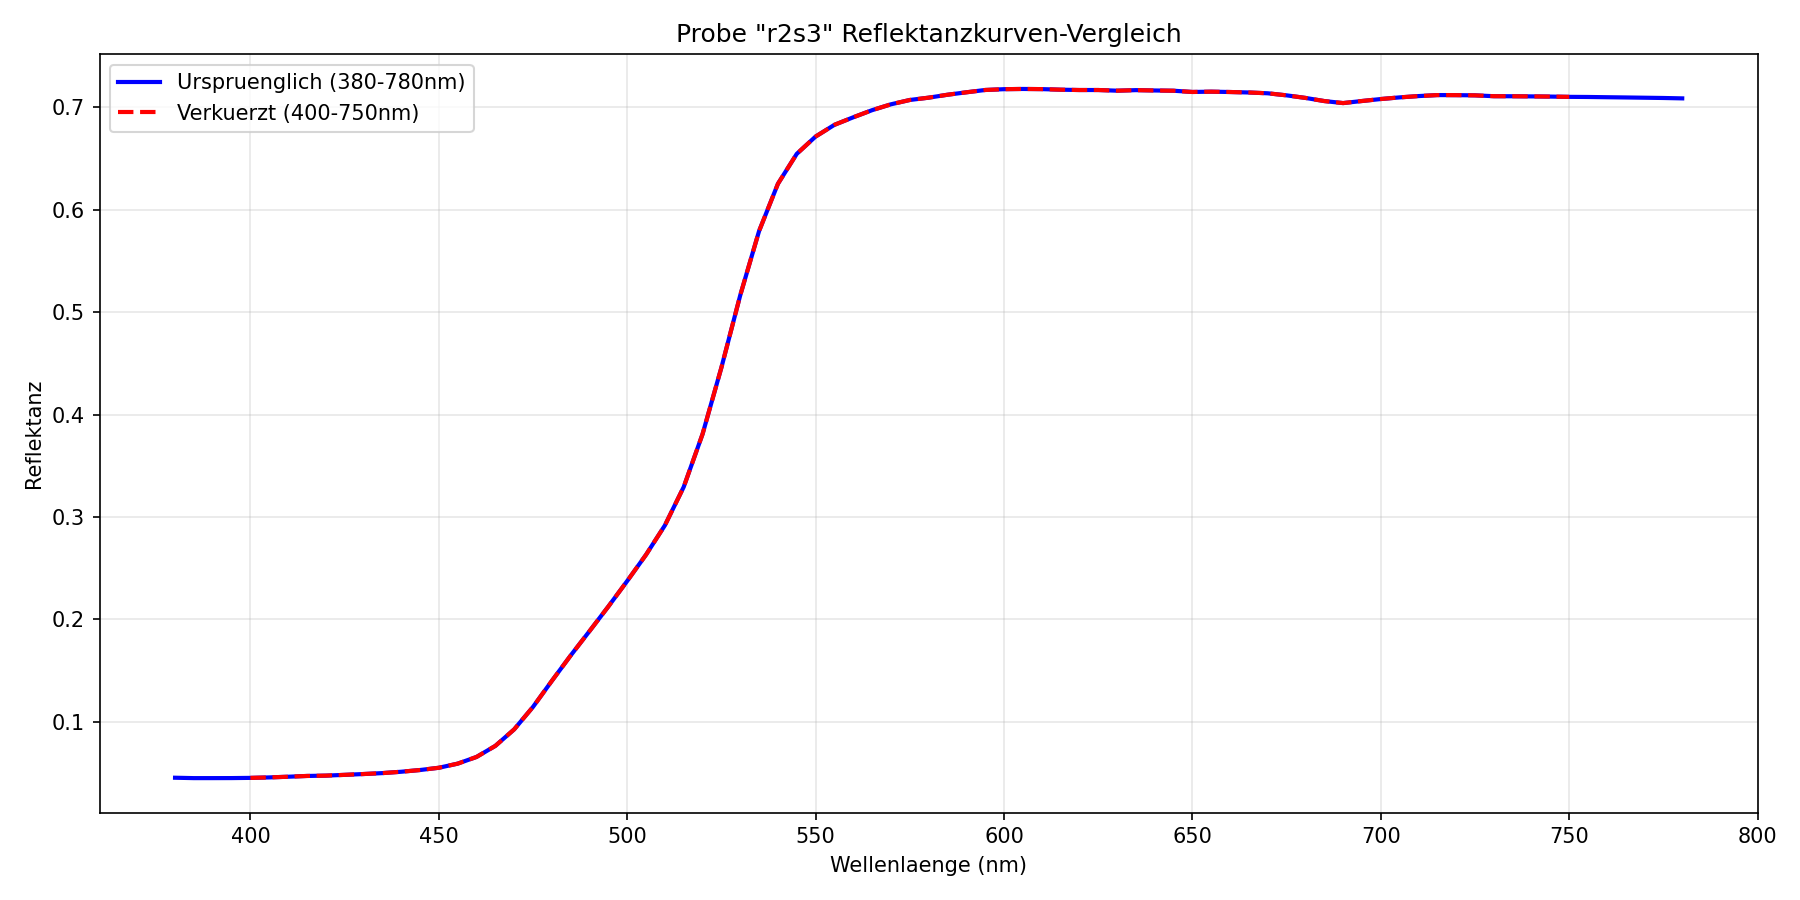 Probe "r2s3" Reflektanzkurven-Vergleich
Urspruenglich (380-780nm)
Verkuerzt (400-750nm)
Reflektanz
0.7
0.6
0.5
0.4
0.3
0.2
0.1
400 450 500 550 600 650 700 750 800
Wellenlaenge (nm)